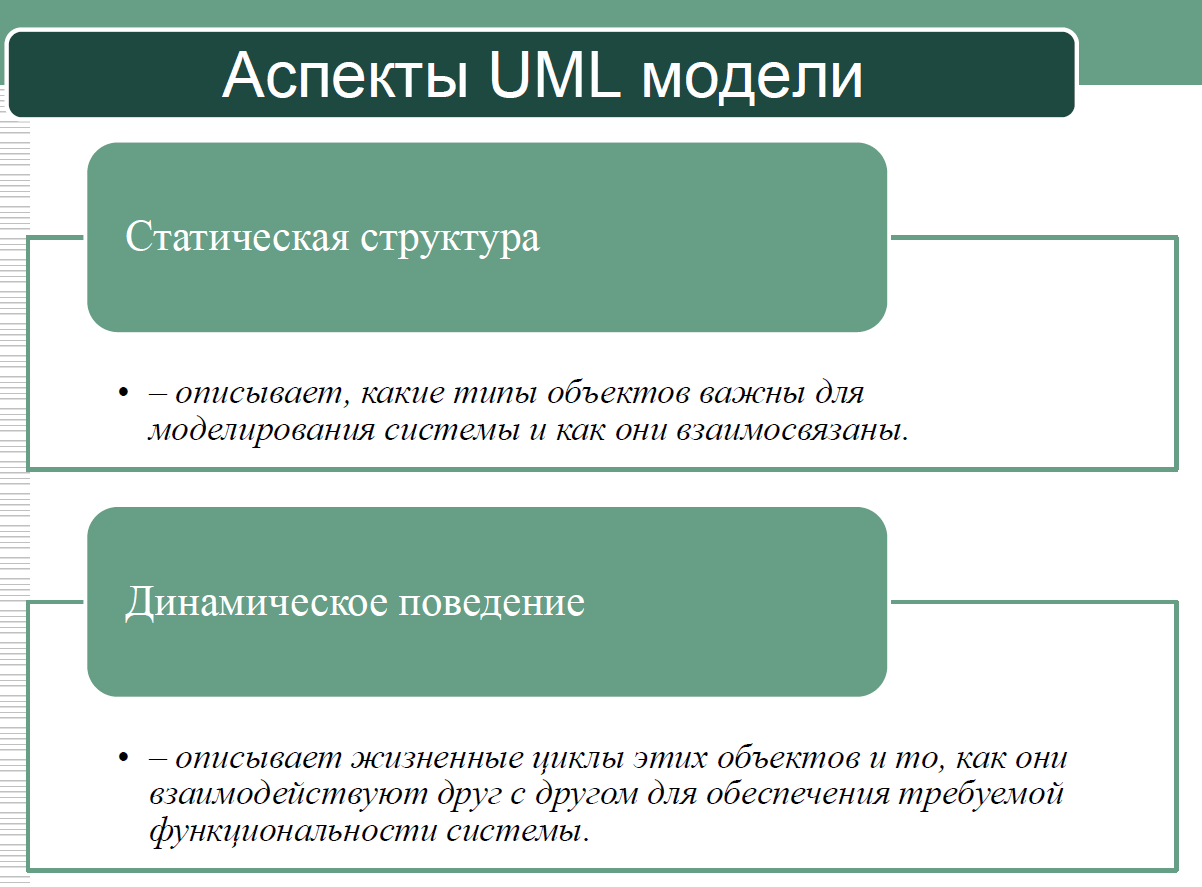 Аспекты UML модели
Статическая структура
• – описывает, какие типы объектов важны для
моделирования системы и как они взаимосвязаны.
Динамическое поведение
• – описывает жизненные циклы этих объектов и то, как они
взаимодействуют друг с другом для обеспечения требуемой
функциональности системы.